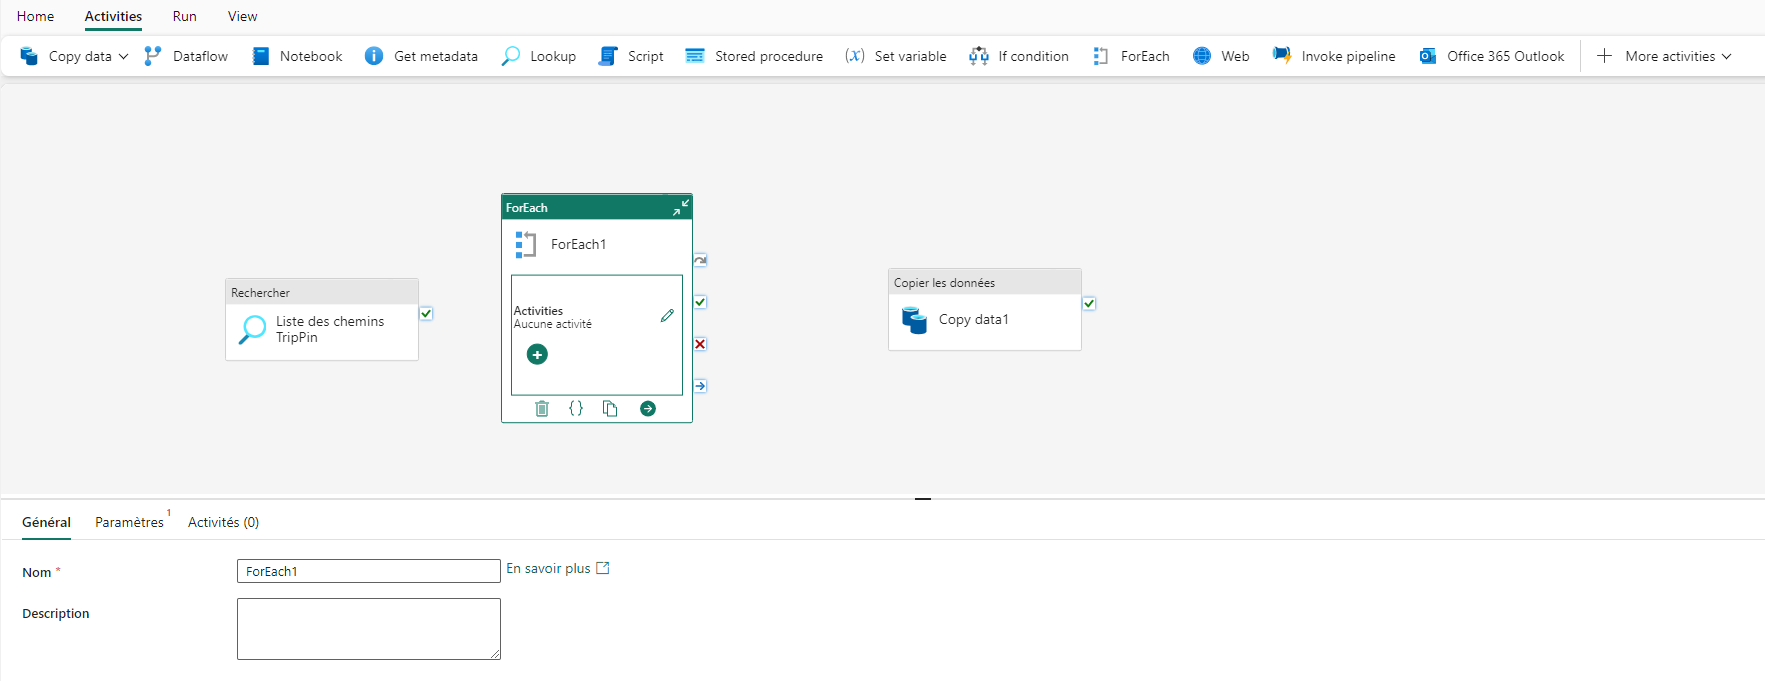 Home Activities Run View
Copy data Dataflow Notebook Get metadata Lookup Script Stored procedure (x) Set variable If condition ForEach Web Invoke pipeline Office 365 Outlook More activities
ForEach
ForEach1
Activities
Aucune activité
Rechercher
Liste des chemins
TripPin
Copier les données
Copy data1
Général Paramètres 1 Activités (0)
Nom *
ForEach1
En savoir plus
Description